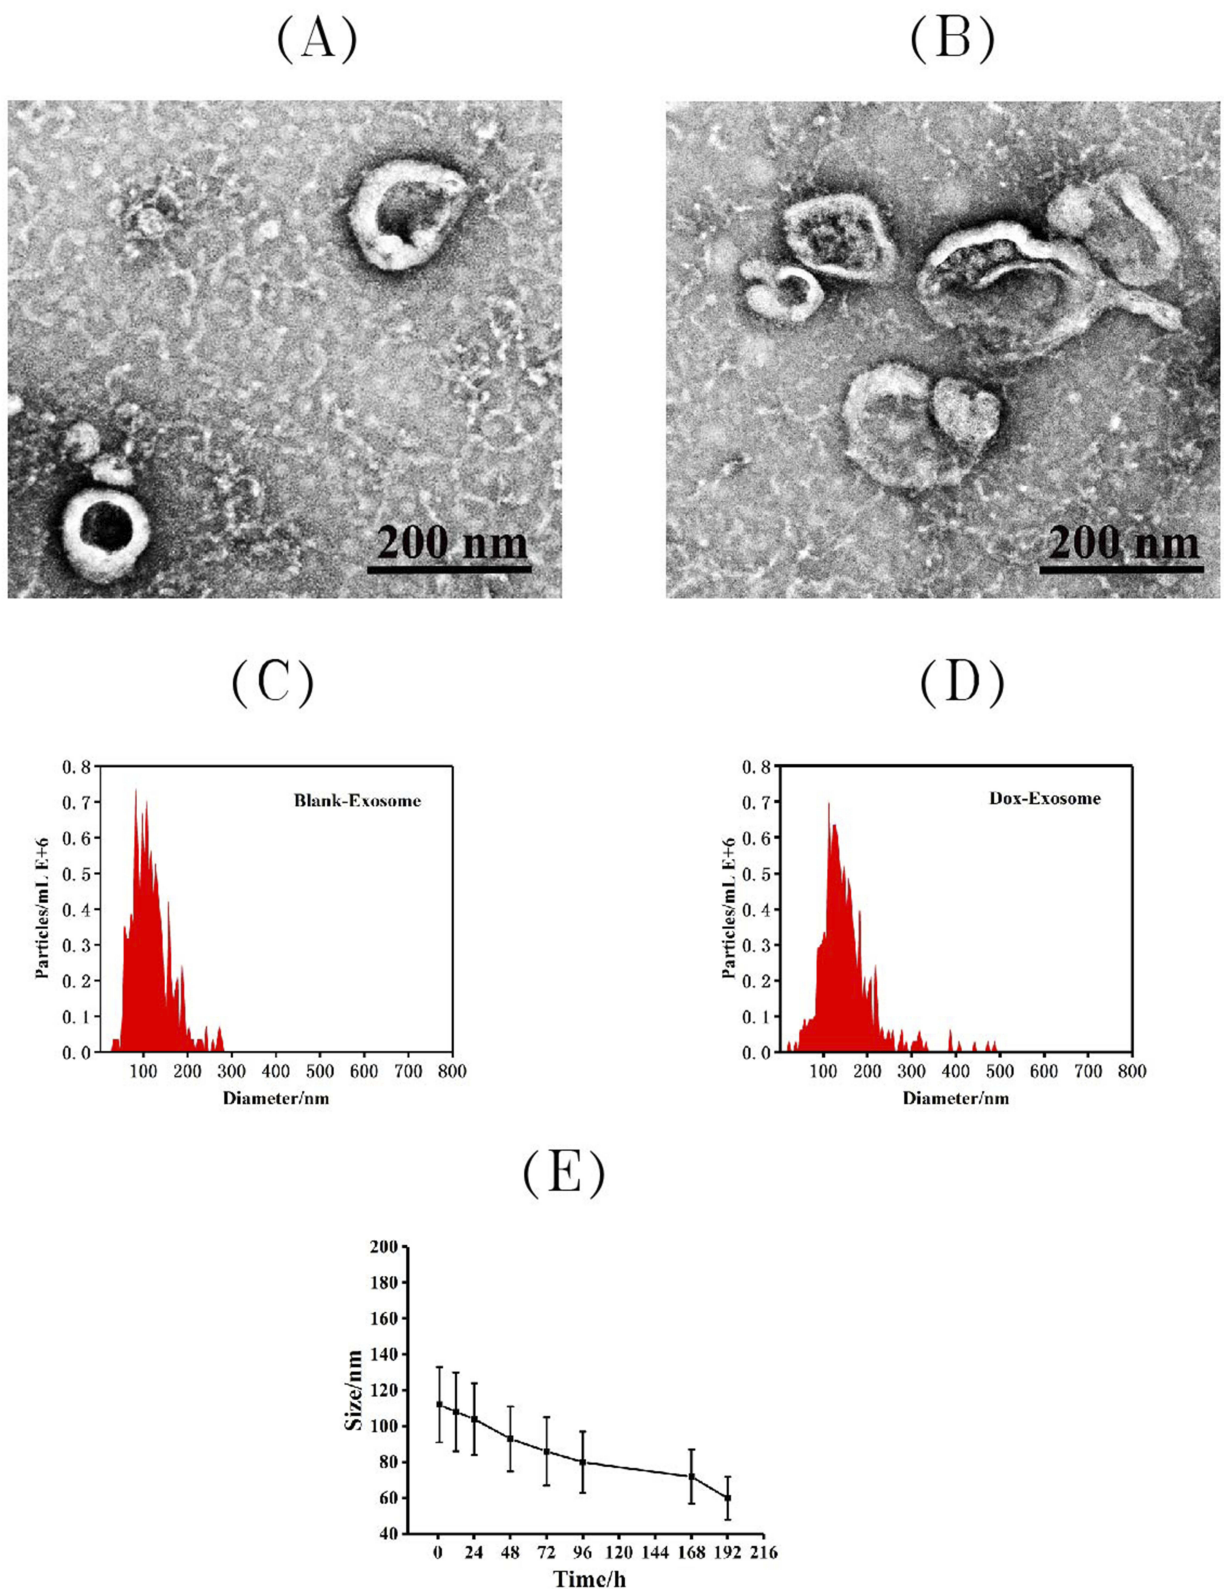 (A)
(B)
200 nm
200 nm
(C)
(D)
0.8
0.7
0.6
0.5
0.4
0.3
0.2
0.1
0.0
Particles/mL E+6
Blank-Exosome
100 200 300 400 500 600 700 800
Diameter/nm
0.8
0.7
0.6
0.5
0.4
0.3
0.2
0.1
0.0
Particles/mL E+6
Dox-Exosome
100 200 300 400 500 600 700 800
Diameter/nm
(E)
200
180
160
140
120
100
80
60
40
Size/nm
0 24 48 72 96 120 144 168 192 216
Time/h